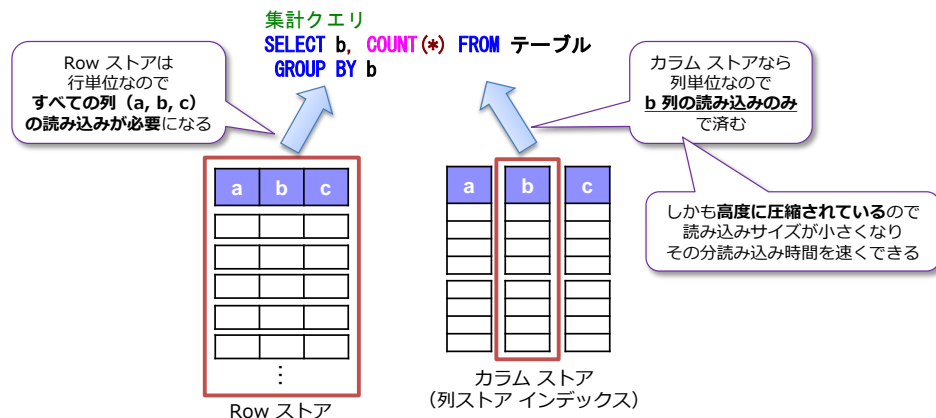 集計クエリ
SELECT b, COUNT(*) FROM テーブル
GROUP BY b
Row ストアは
行単位なので
すべての列（a, b, c）
の読み込みが必要になる
カラム ストアなら
列単位なので
b 列の読み込みのみ
で済む
しかも高度に圧縮されているので
読み込みサイズが小さくなり
その分読み込み時間を速くできる
a b c
⋮
Row ストア
a b c
カラム ストア
（列ストア インデックス）